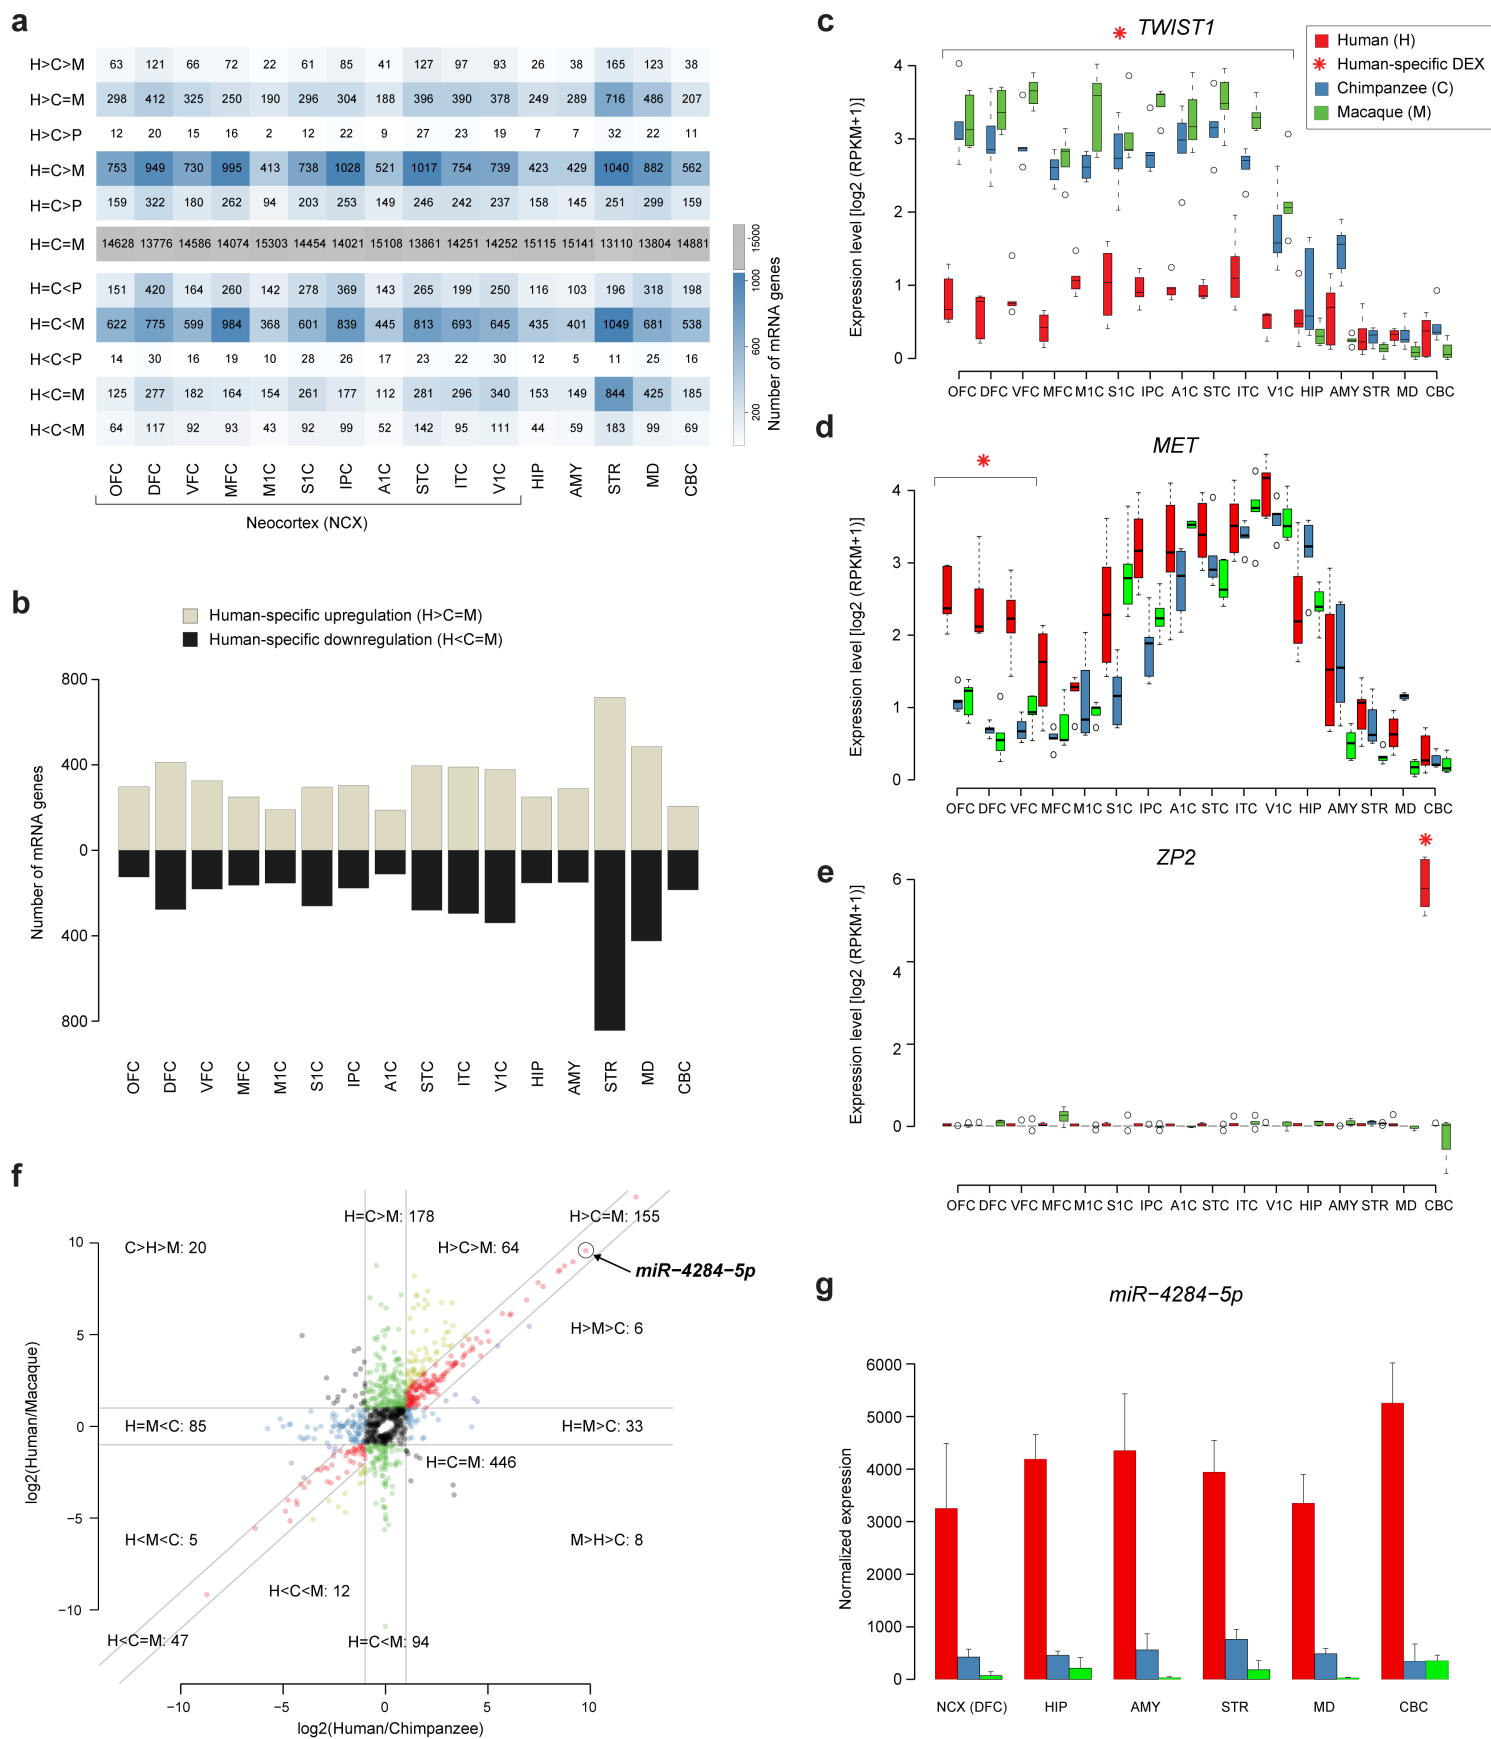 a
H>C>M 63 121 66 72 22 61 85 41 127 97 93 26 38 165 123 38
H>C=M 298 412 325 250 190 296 304 188 396 390 378 249 289 716 486 207
H>C>P 12 20 15 16 2 12 22 9 27 23 19 7 7 32 22 11
H=C>M 753 949 730 995 413 738 1028 521 1017 754 739 423 429 1040 882 562
H=C>P 159 322 180 262 94 203 253 149 246 242 237 158 145 251 299 159
H=C=M 14628 13776 14586 14074 15303 14454 14021 15108 13861 14251 14252 15115 15141 13110 13804 14881
H=C<P 151 420 164 260 142 278 369 143 265 199 250 116 103 196 318 198
H=C<M 622 775 599 984 368 601 839 445 813 693 645 435 401 1049 681 538
H<C<P 14 30 16 19 10 28 26 17 23 22 30 12 5 11 25 16
H<C=M 125 277 182 164 154 261 177 112 281 296 340 153 149 844 425 185
H<C<M 64 117 92 93 43 92 99 52 142 95 111 44 59 183 99 69
OFC DFC VFC MFC M1C S1C IPC A1C STC ITC V1C HIP AMY STR MD CBC
Neocortex (NCX)
15000
1000
600
200
Number of mRNA genes
b
Human-specific upregulation (H>C=M)
Human-specific downregulation (H<C=M)
Number of mRNA genes
800
400
0
400
800
OFC DFC VFC MFC M1C S1C IPC A1C STC ITC V1C HIP AMY STR MD CBC
c
TWIST1
Human (H)
Human-specific DEX
Chimpanzee (C)
Macaque (M)
Expression level [log2 (RPKM+1)]
4
3
2
1
0
OFC DFC VFC MFC M1C S1C IPC A1C STC ITC V1C HIP AMY STR MD CBC
d
MET
Expression level [log2 (RPKM+1)]
4
3
2
1
0
OFC DFC VFC MFC M1C S1C IPC A1C STC ITC V1C HIP AMY STR MD CBC
e
ZP2
Expression level [log2 (RPKM+1)]
6
4
2
0
OFC DFC VFC MFC M1C S1C IPC A1C STC ITC V1C HIP AMY STR MD CBC
f
H=C>M: 178
H>C=M: 155
C>H>M: 20
H>C>M: 64
miR−4284−5p
H>M>C: 6
H=M<C: 85
H=M>C: 33
H=C=M: 446
H<M<C: 5
M>H>C: 8
H<C<M: 12
H<C=M: 47
H=C<M: 94
log2(Human/Macaque)
10
5
0
−5
−10
−10 −5 0 5 10
log2(Human/Chimpanzee)
g
miR−4284−5p
Normalized expression
6000
5000
4000
3000
2000
1000
0
NCX (DFC) HIP AMY STR MD CBC